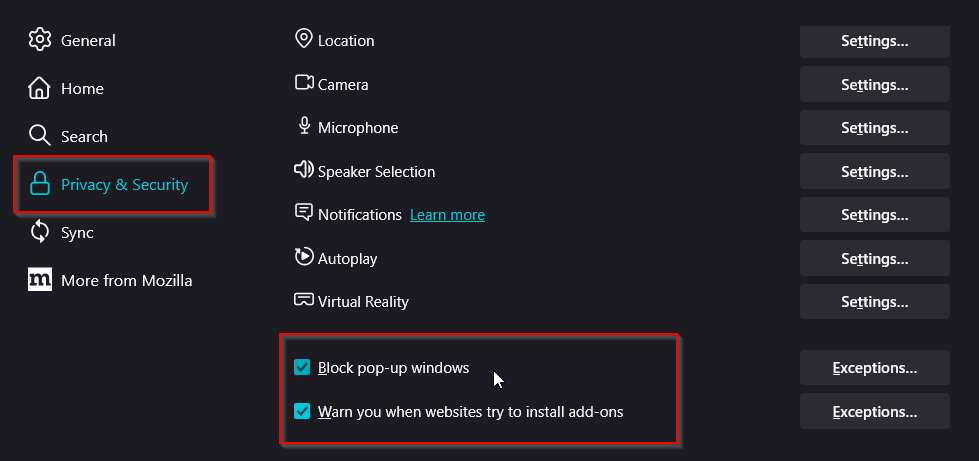 General
Home
Search
Privacy & Security
Sync
m More from Mozilla
Location Settings...
Camera Settings...
Microphone Settings...
Speaker Selection Settings...
Notifications Learn more Settings...
Autoplay Settings...
Virtual Reality Settings...
Block pop-up windows Exceptions...
Warn you when websites try to install add-ons Exceptions...